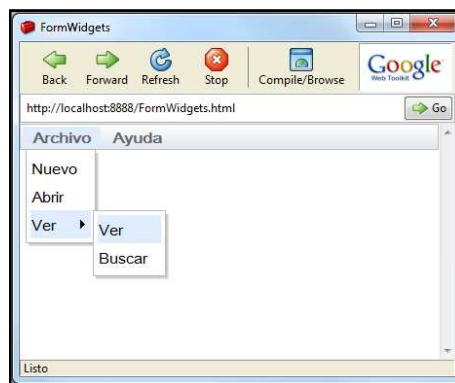 FormWidgets
Back Forward Refresh Stop Compile/Browse
Google
Web Toolkit
http://localhost:8888/FormWidgets.html Go
Archivo Ayuda
Nuevo
Abrir
Ver
Ver
Buscar
Listo